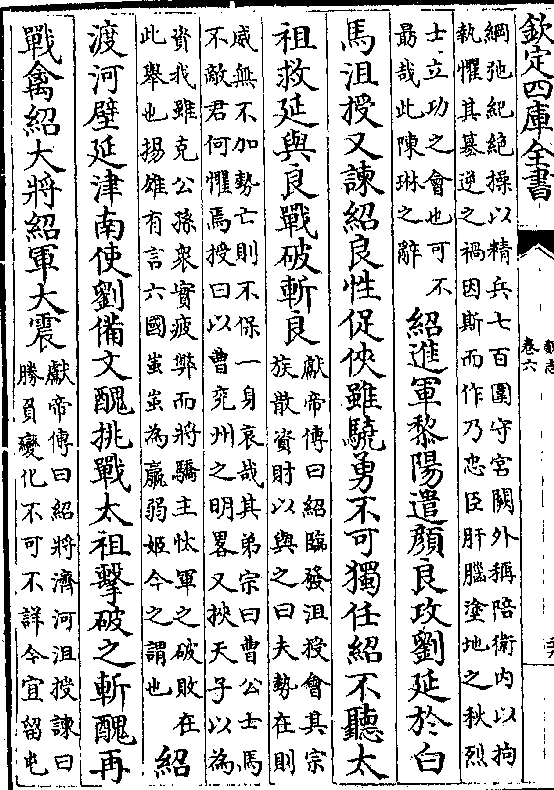 欽定四庫全書
卷六
綱弛紀絶操以精兵七百圍守宮闕外稱陪衛内以拘
執懼其簒逆之禍因斯而作乃忠臣肝腦塗地之秋烈
士立功之會也可不
朂哉此陳琳之辭
紹進軍黎陽遣顔良攻劉延於白
馬沮授又諫紹良性促俠雖驍勇不可獨任紹不聽太
祖救延與良戰破斬良
獻帝傳曰紹臨發沮授會其宗
族散資財以與之曰夫勢在則
威無不加勢亡則不保一身哀哉其弟宗曰曹公士馬
不敵君何懼焉授曰以曹兖州之明畧又挾天子以為
資我雖克公孫衆實疲弊而將驕主忲軍之破敗在
此舉也揚雄有言六國蚩蚩為嬴弱姬今之謂也
紹
渡河壁延津南使劉備文醜挑戰太祖擊破之斬醜再
戰禽紹大將紹軍大震
獻帝傳曰紹將濟河沮授諫曰
勝負變化不可不詳今宜留屯